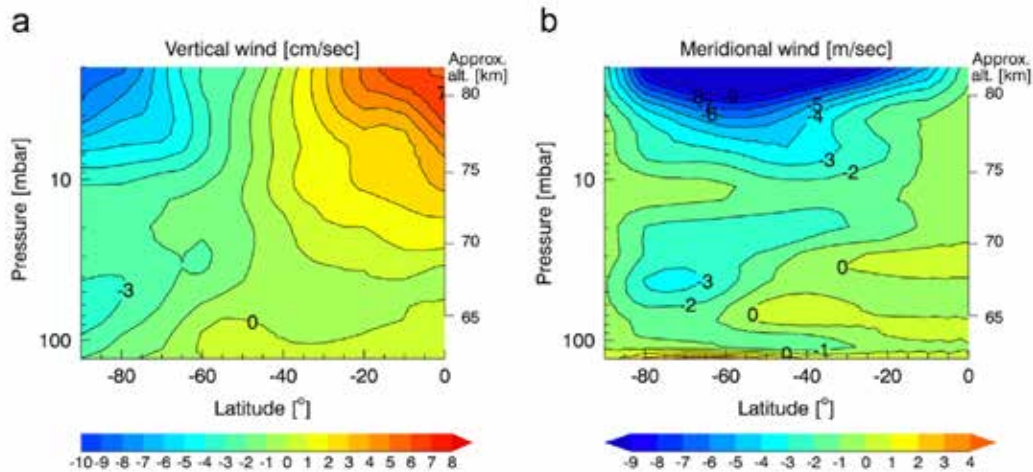 a
Vertical wind [cm/sec]
Approx.
alt. [km]
Pressure [mbar]
10
100
80
75
70
65
7
-3
0
-80 -60 -40 -20 0
Latitude [°]
-10 -9 -8 -7 -6 -5 -4 -3 -2 -1 0 1 2 3 4 5 6 7 8
b
Meridional wind [m/sec]
Approx.
alt. [km]
Pressure [mbar]
10
100
80
75
70
65
-6
-5
-4
-3
-2
0
-3
-2
0
0
-1
-80 -60 -40 -20 0
Latitude [°]
-9 -8 -7 -6 -5 -4 -3 -2 -1 0 1 2 3 4